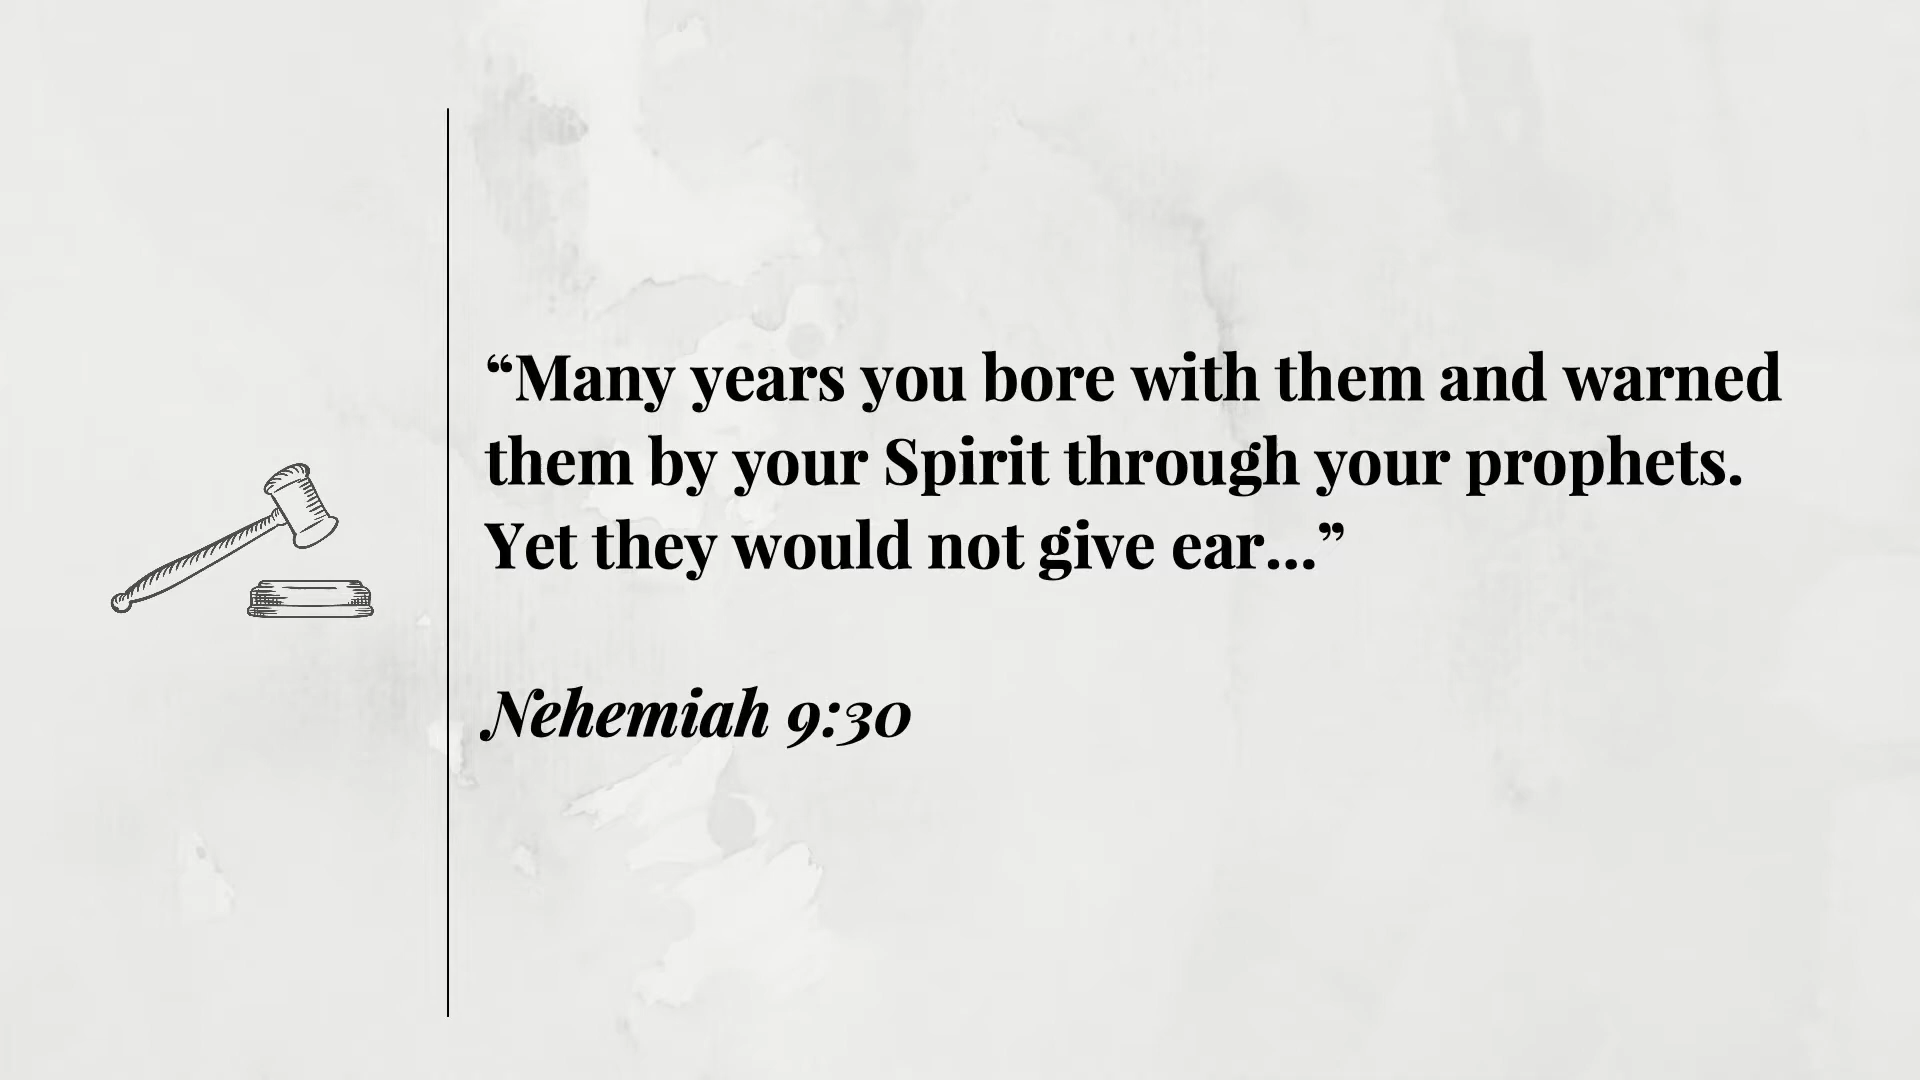 “Many years you bore with them and warned
them by your Spirit through your prophets.
Yet they would not give ear...”
Nehemiah 9:30